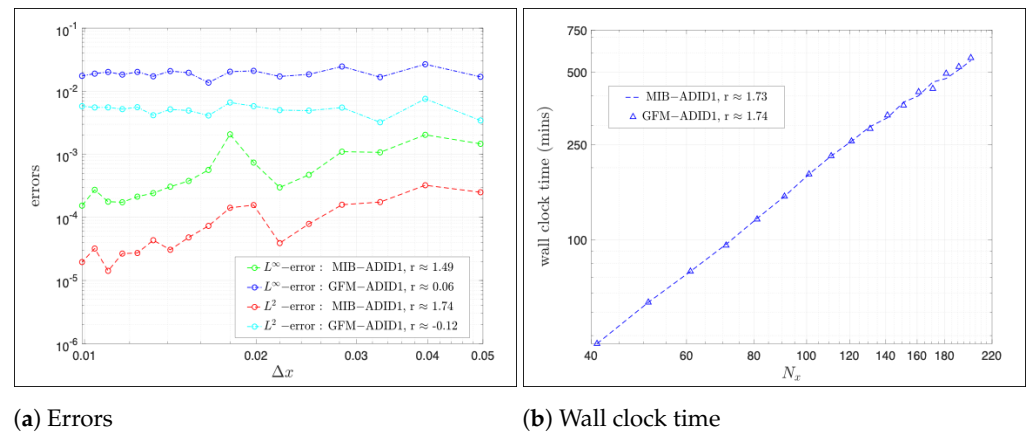 10^-1
10^-2
10^-3
10^-4
10^-5
10^-6
errors
0.01 0.02 0.03 0.04 0.05
Δx
L^∞−error : MIB−ADID1, r ≈ 1.49
L^∞−error : GFM−ADID1, r ≈ 0.06
L^2 −error : MIB−ADID1, r ≈ 1.74
L^2 −error : GFM−ADID1, r ≈ -0.12
(a) Errors
750
500
250
100
wall clock time (mins)
40 60 80 100 120 140 160 180 220
N_x
MIB−ADID1, r ≈ 1.73
GFM−ADID1, r ≈ 1.74
(b) Wall clock time